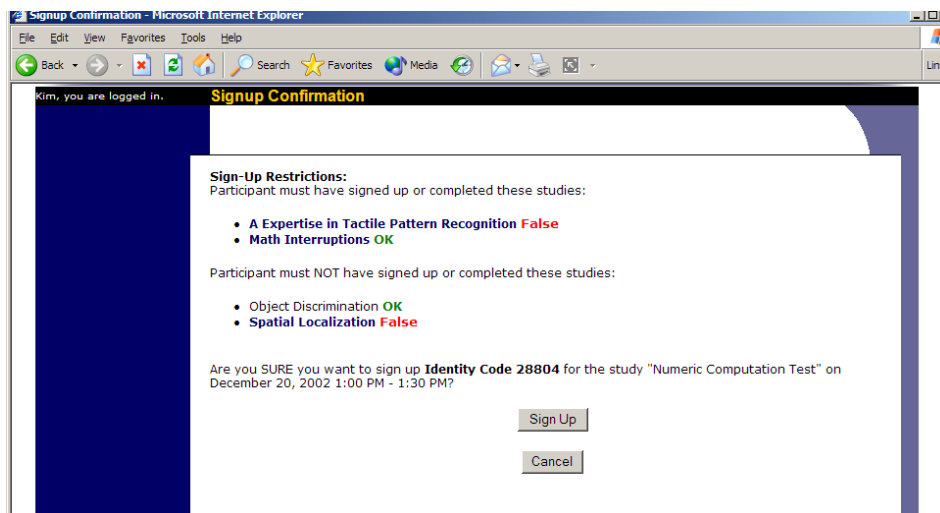 Signup Confirmation - Microsoft Internet Explorer
File Edit View Favorites Tools Help
Back Search Favorites Media
Kim, you are logged in. Signup Confirmation
Sign-Up Restrictions:
Participant must have signed up or completed these studies:
• A Expertise in Tactile Pattern Recognition False
• Math Interruptions OK
Participant must NOT have signed up or completed these studies:
• Object Discrimination OK
• Spatial Localization False
Are you SURE you want to sign up Identity Code 28804 for the study "Numeric Computation Test" on
December 20, 2002 1:00 PM - 1:30 PM?
Sign Up
Cancel